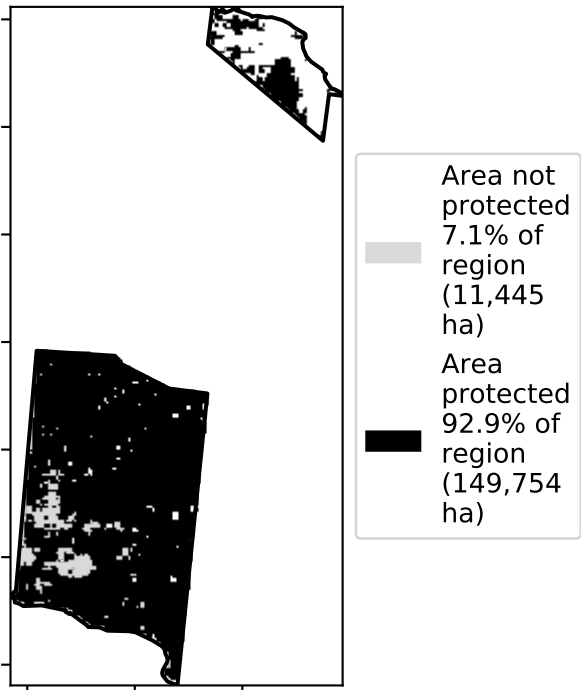 Area not
protected
7.1% of
region
(11,445
ha)
Area
protected
92.9% of
region
(149,754
ha)